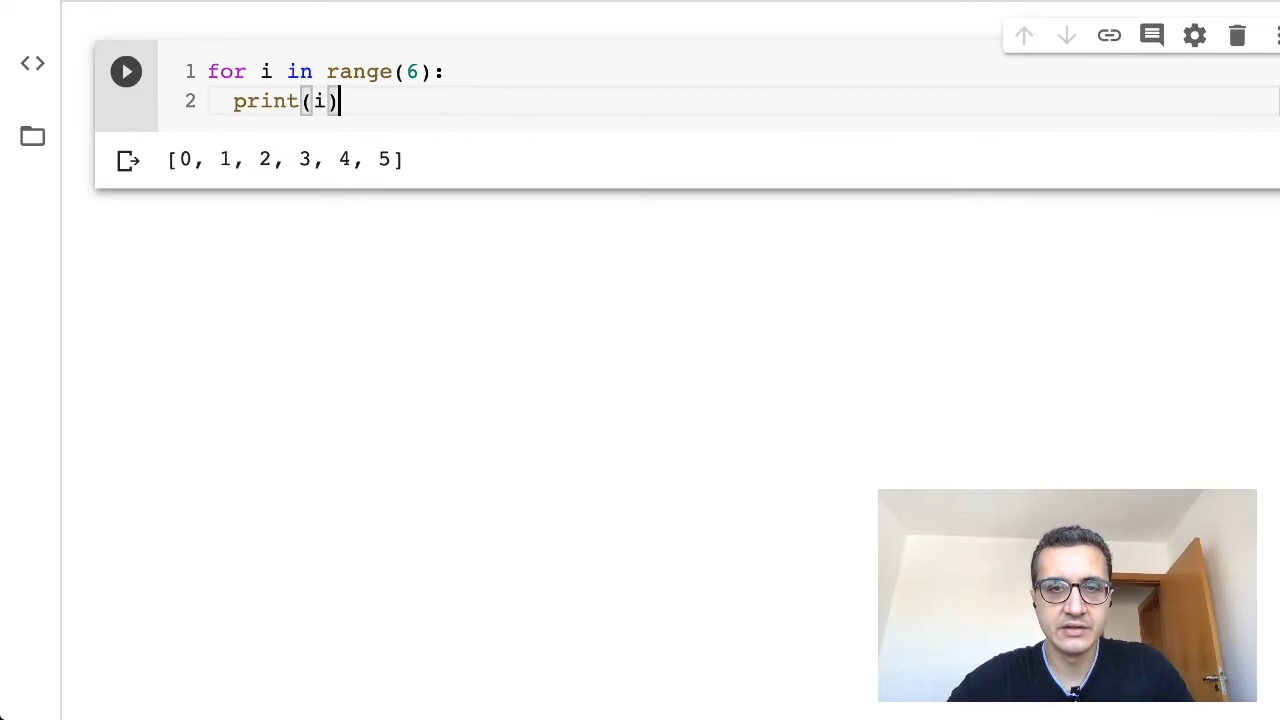 1 for i in range(6):
2 print(i)
[0, 1, 2, 3, 4, 5]